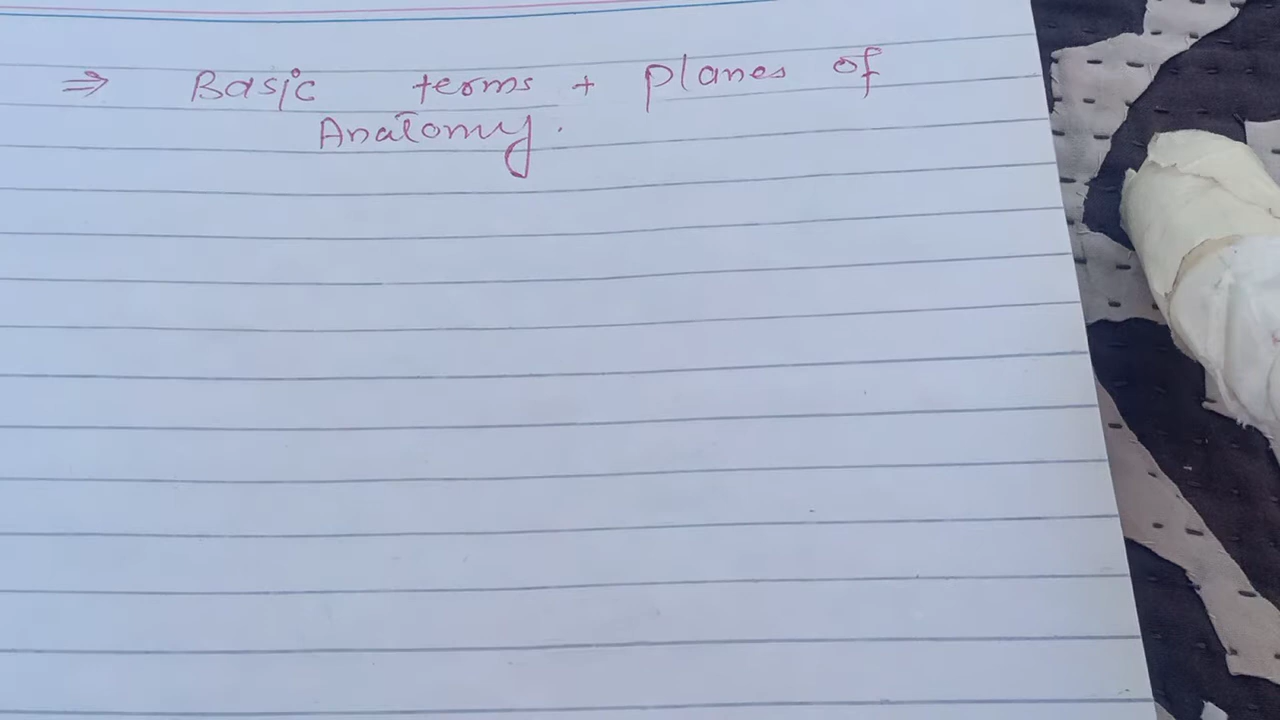 ⇒ Basic terms + planes of
Anatomy.